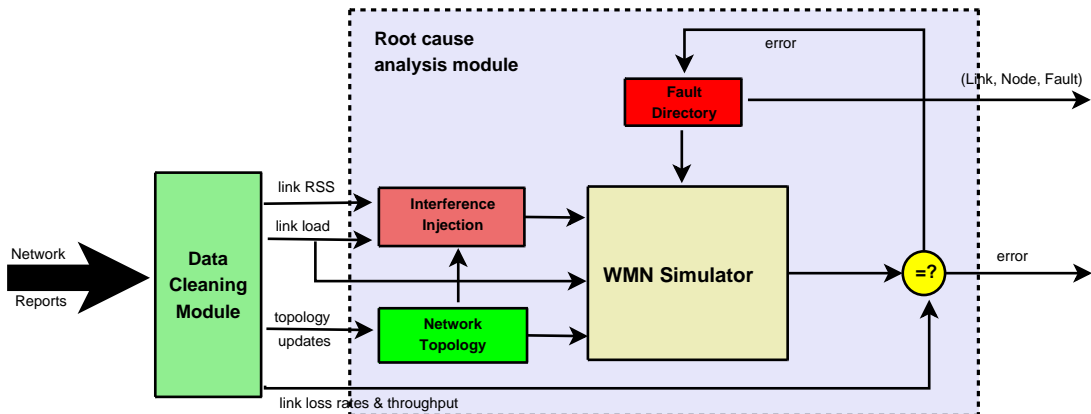 Root cause
analysis module
error
Fault
Directory
(Link, Node, Fault)
link RSS
Interference
Injection
link load
Network
Reports
Data
Cleaning
Module
WMN Simulator
=?
error
topology
updates
Network
Topology
link loss rates & throughput